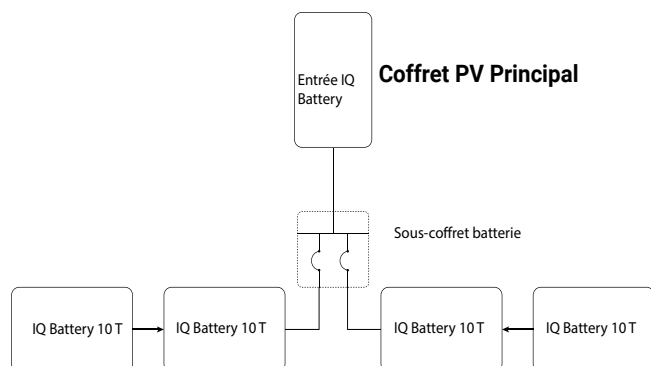 Entrée IQ
Battery
Coffret PV Principal
Sous-coffret batterie
IQ Battery 10 T
IQ Battery 10 T
IQ Battery 10 T
IQ Battery 10 T